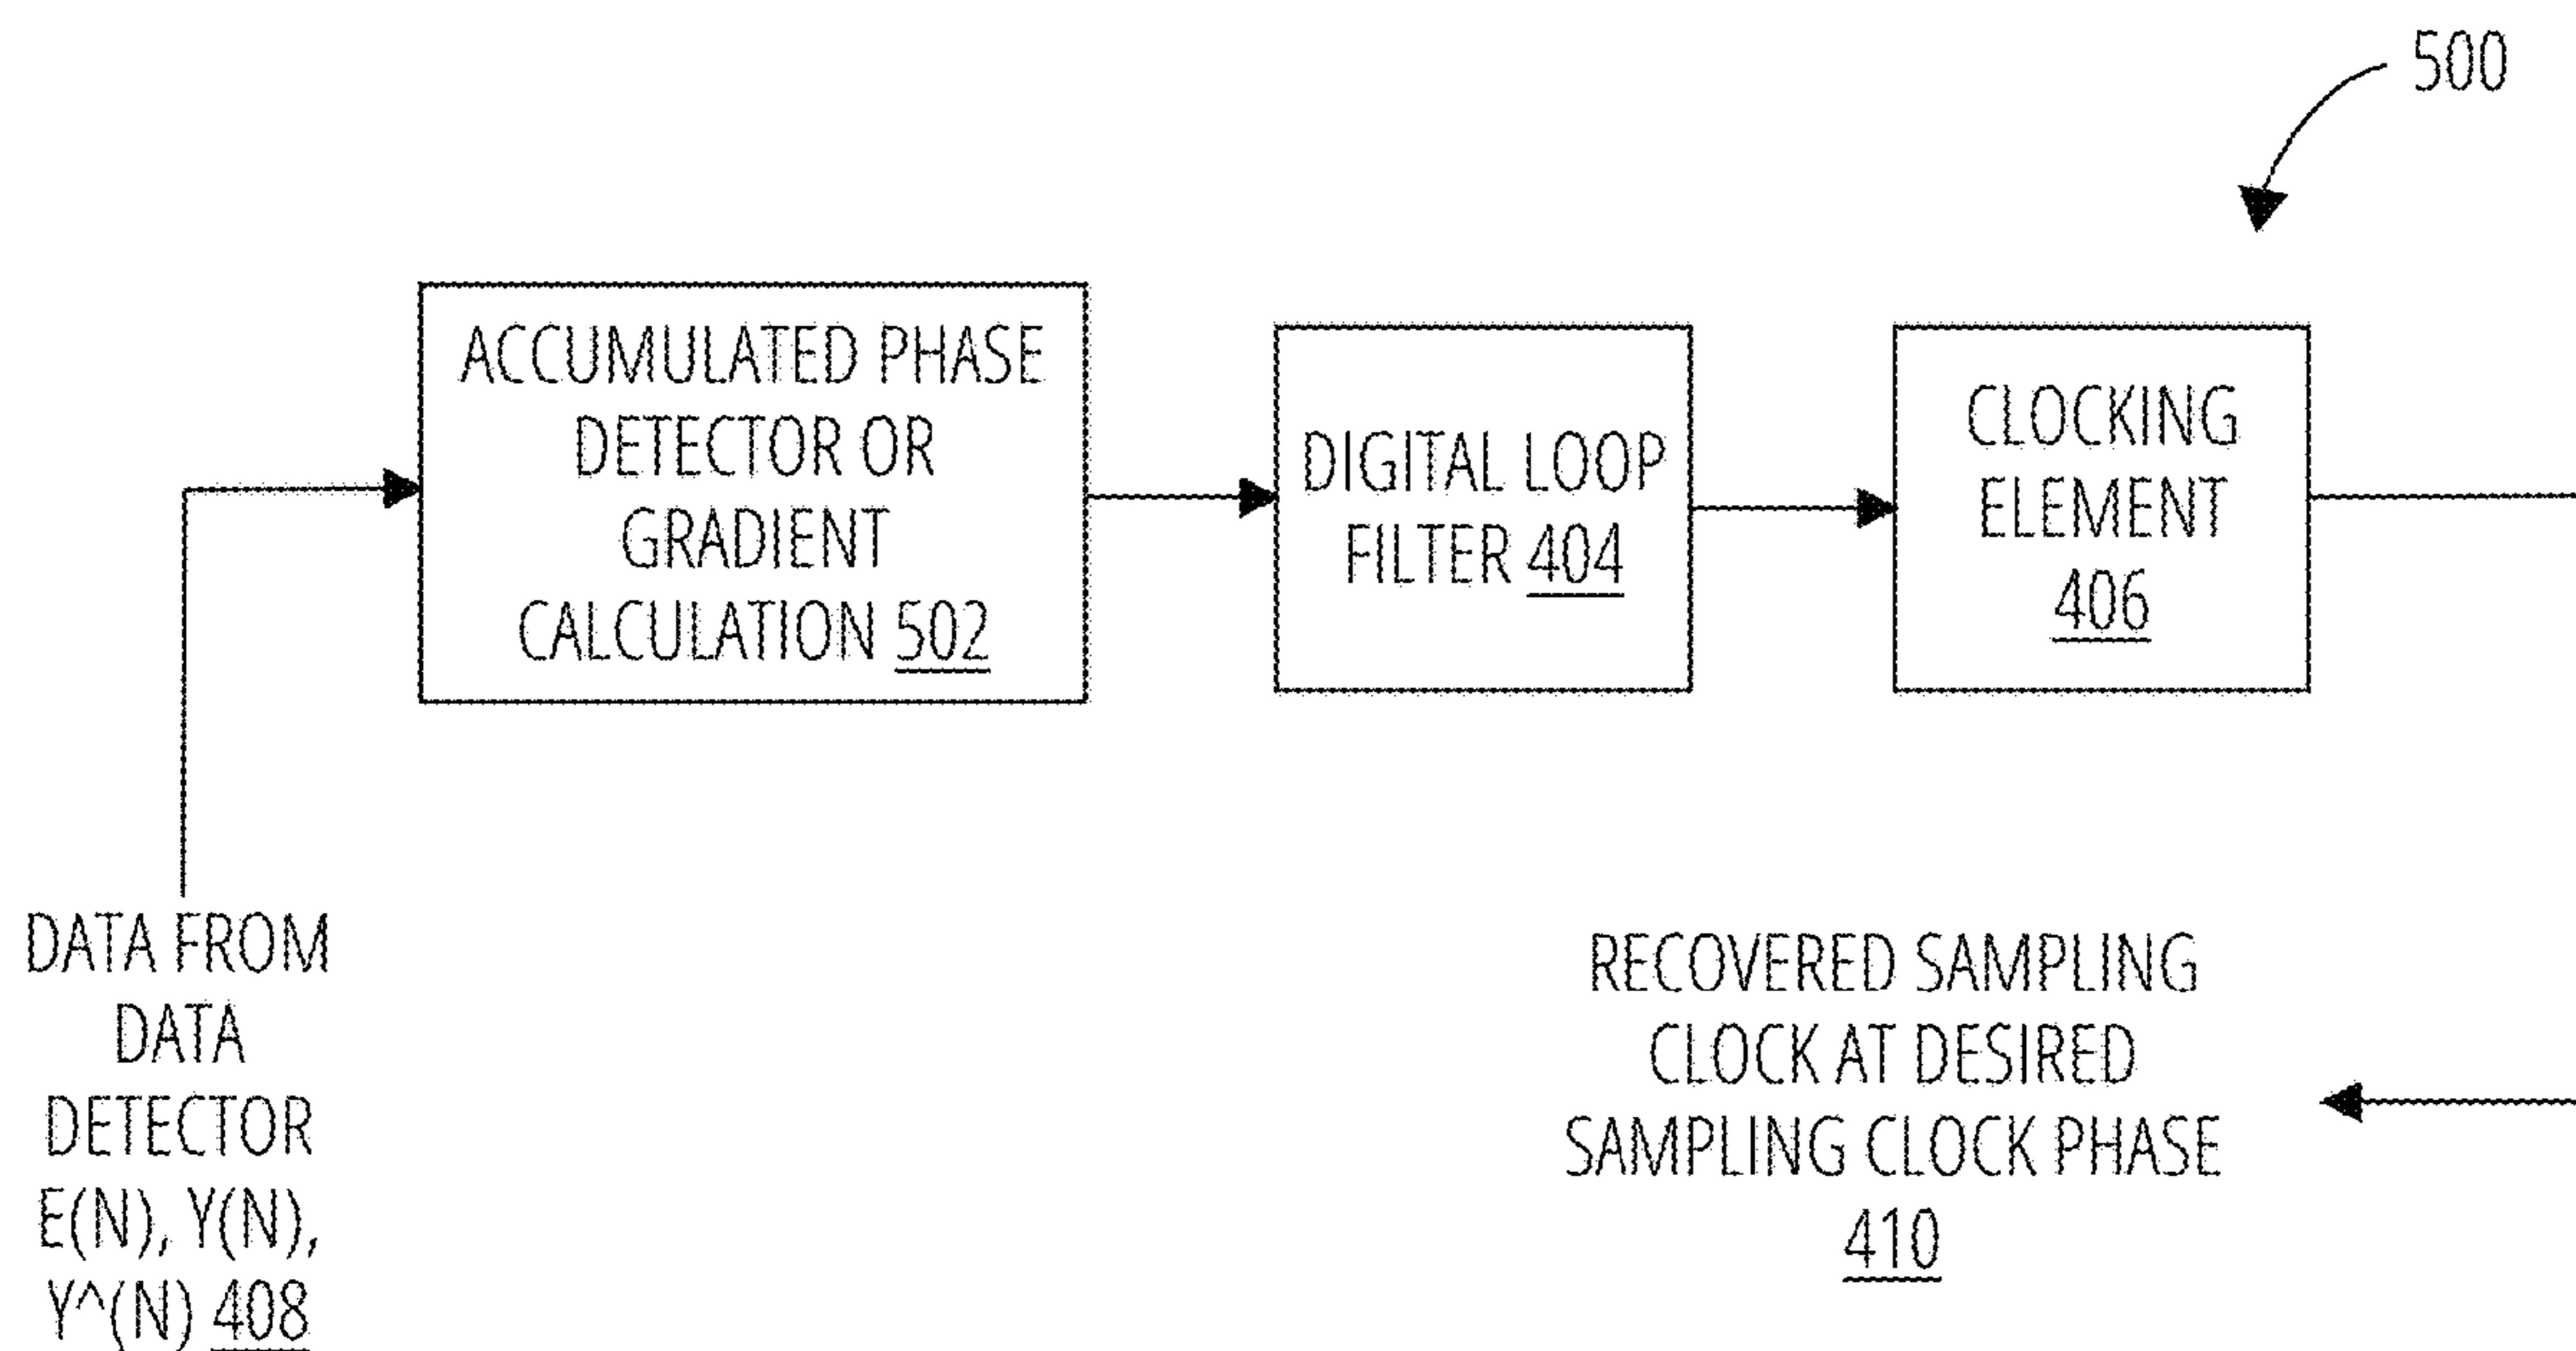 500
ACCUMULATED PHASE
DETECTOR OR
GRADIENT
CALCULATION 502
DIGITAL LOOP
FILTER 404
CLOCKING
ELEMENT
406
DATA FROM
DATA
DETECTOR
E(N), Y(N),
Y^(N) 408
RECOVERED SAMPLING
CLOCK AT DESIRED
SAMPLING CLOCK PHASE
410